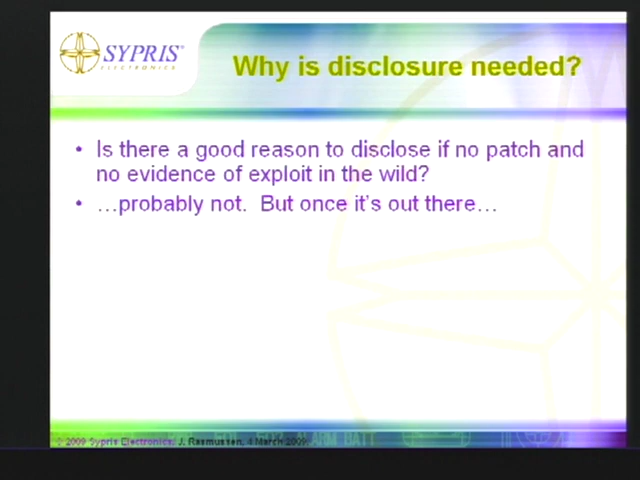 SYPRIS
ELECTRONICS
Why is disclosure needed?
• Is there a good reason to disclose if no patch and
no evidence of exploit in the wild?
• …probably not. But once it's out there…
© 2009 Sypris Electronics, J. Rasmussen, 4 March 2009